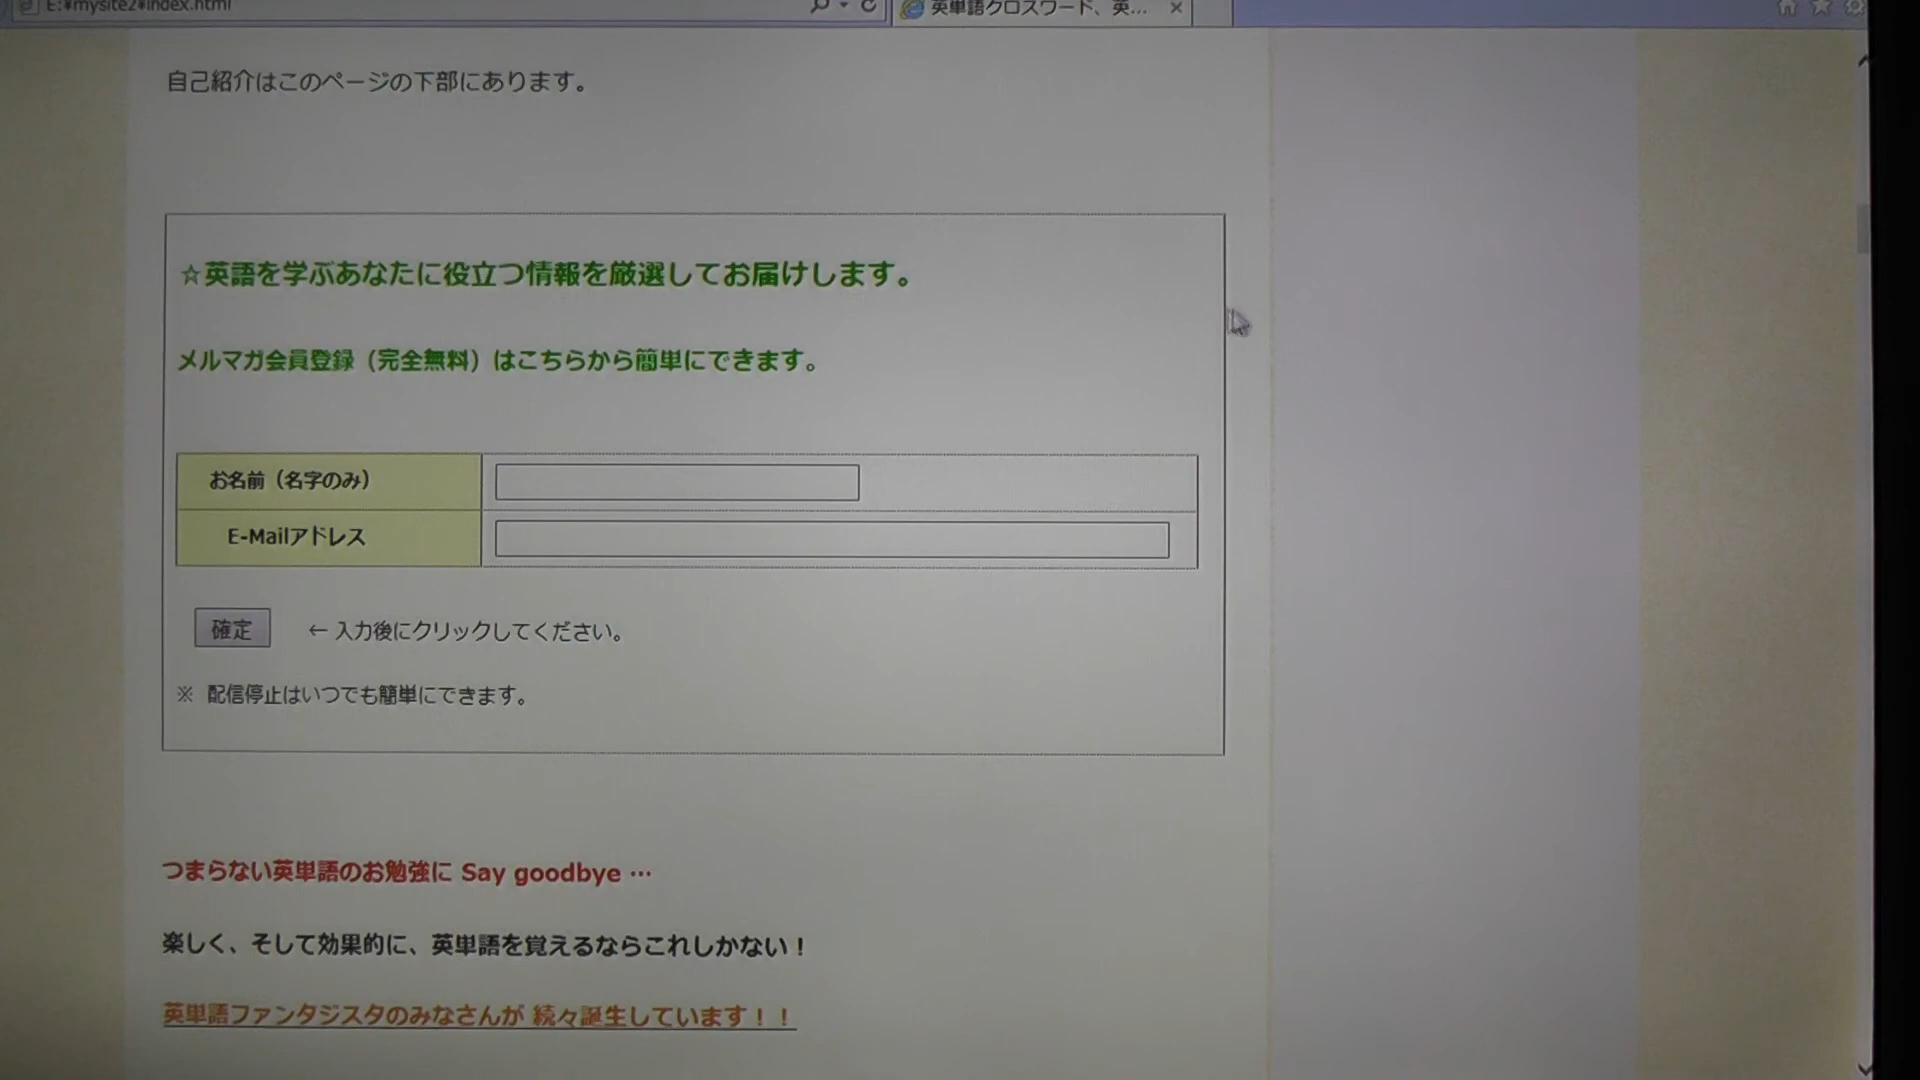 E:¥mysite2¥index.html
英単語クロスワード、英...
自己紹介はこのページの下部にあります。
☆英語を学ぶあなたに役立つ情報を厳選してお届けします。
メルマガ会員登録（完全無料）はこちらから簡単にできます。
お名前（名字のみ）
E-Mailアドレス
確定 ← 入力後にクリックしてください。
※ 配信停止はいつでも簡単にできます。
つまらない英単語のお勉強に Say goodbye …
楽しく、そして効果的に、英単語を覚えるならこれしかない！
英単語ファンタジスタのみなさんが 続々誕生しています！！